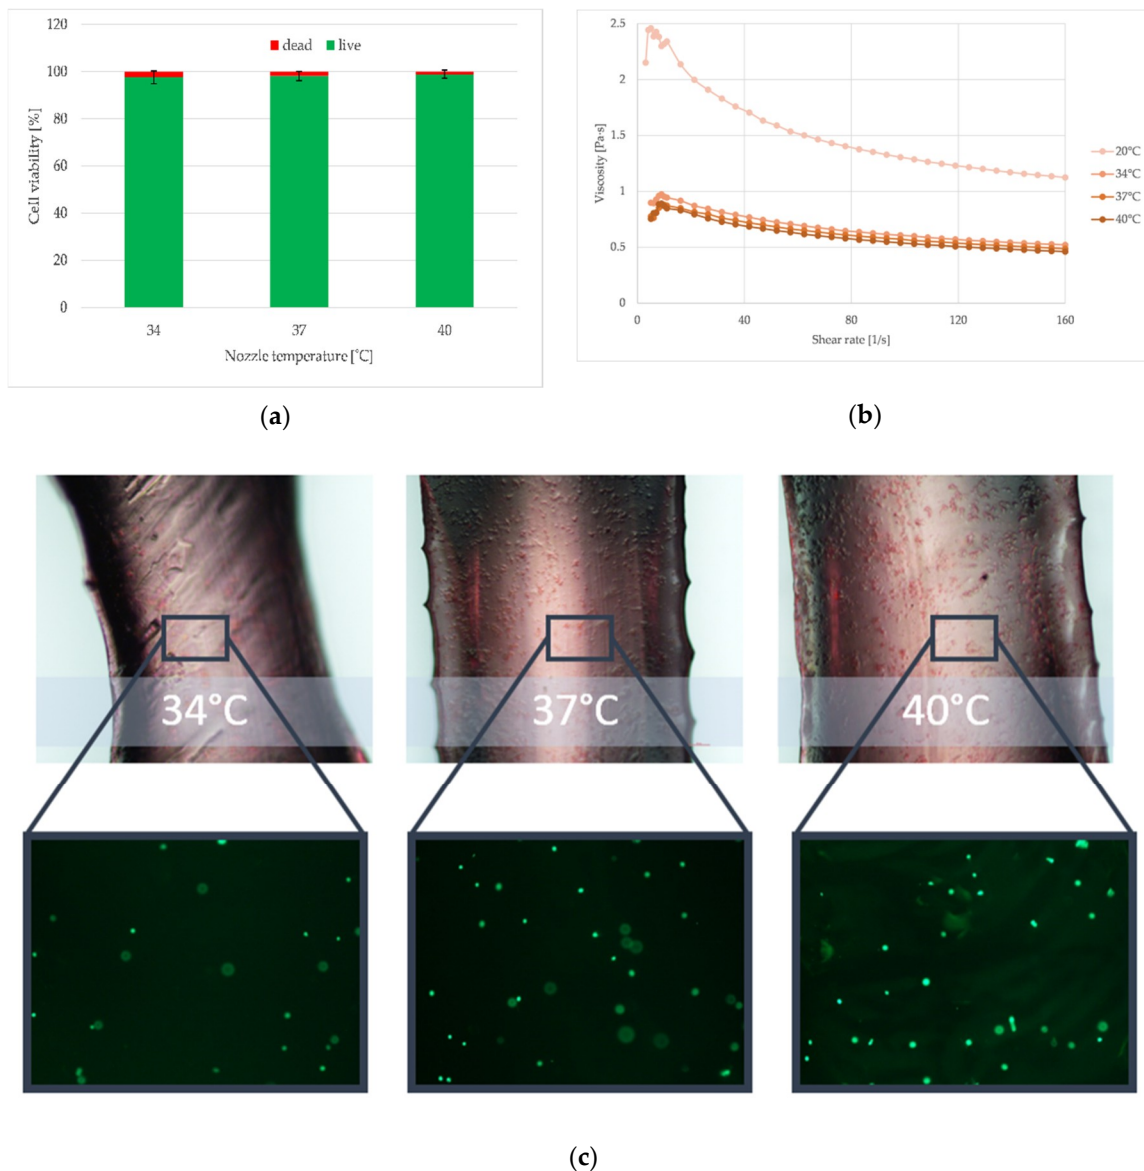 120
100
80
60
40
20
0
Cell viability [%]
dead live
34 37 40
Nozzle temperature [°C]
(a)
2.5
2
1.5
1
0.5
0
Viscosity [Pa·s]
0 40 80 120 160
Shear rate [1/s]
20°C
34°C
37°C
40°C
(b)
34°C 37°C 40°C
(c)